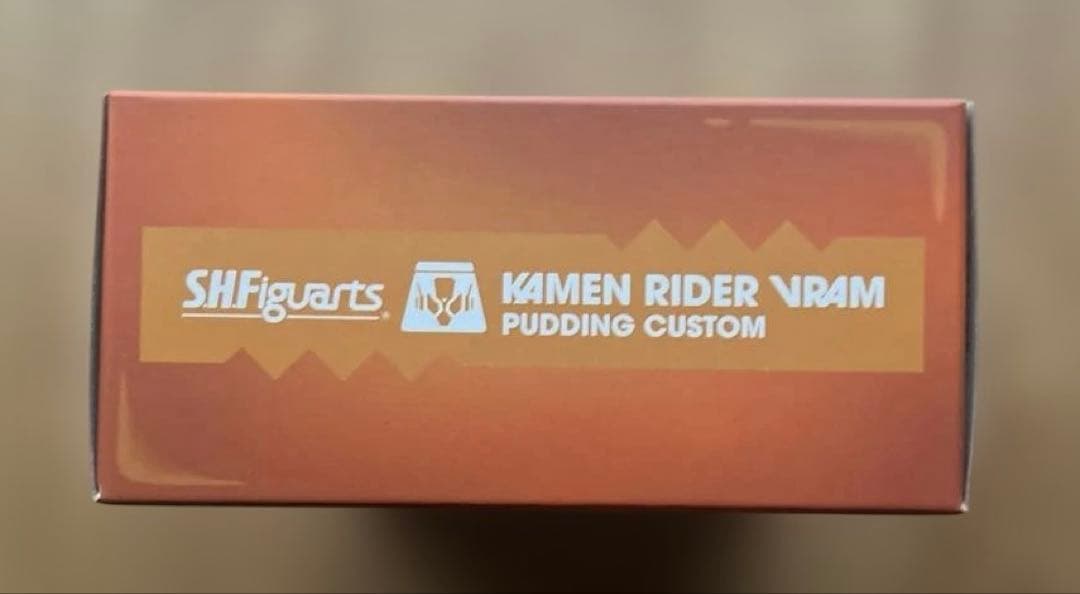 S.H.Figuarts
KAMEN RIDER VRAM
PUDDING CUSTOM